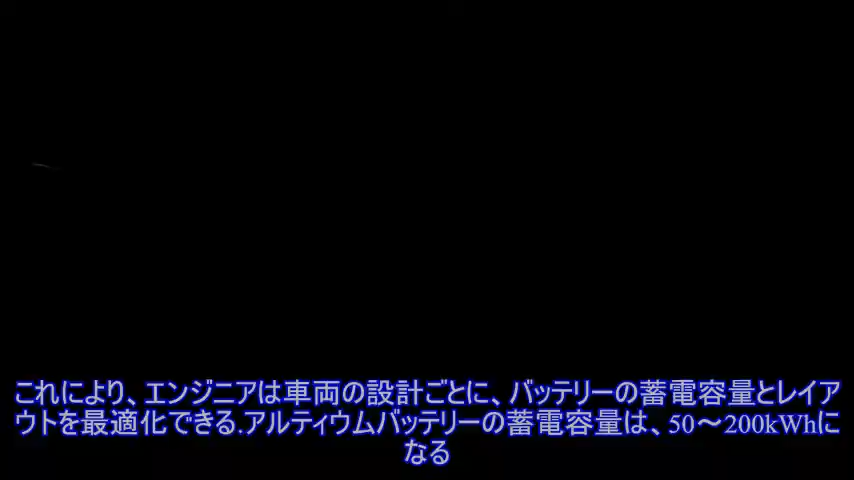 これにより、エンジニアは車両の設計ごとに、バッテリーの蓄電容量とレイア
ウトを最適化できる.アルティウムバッテリーの蓄電容量は、50～200kWhに
なる